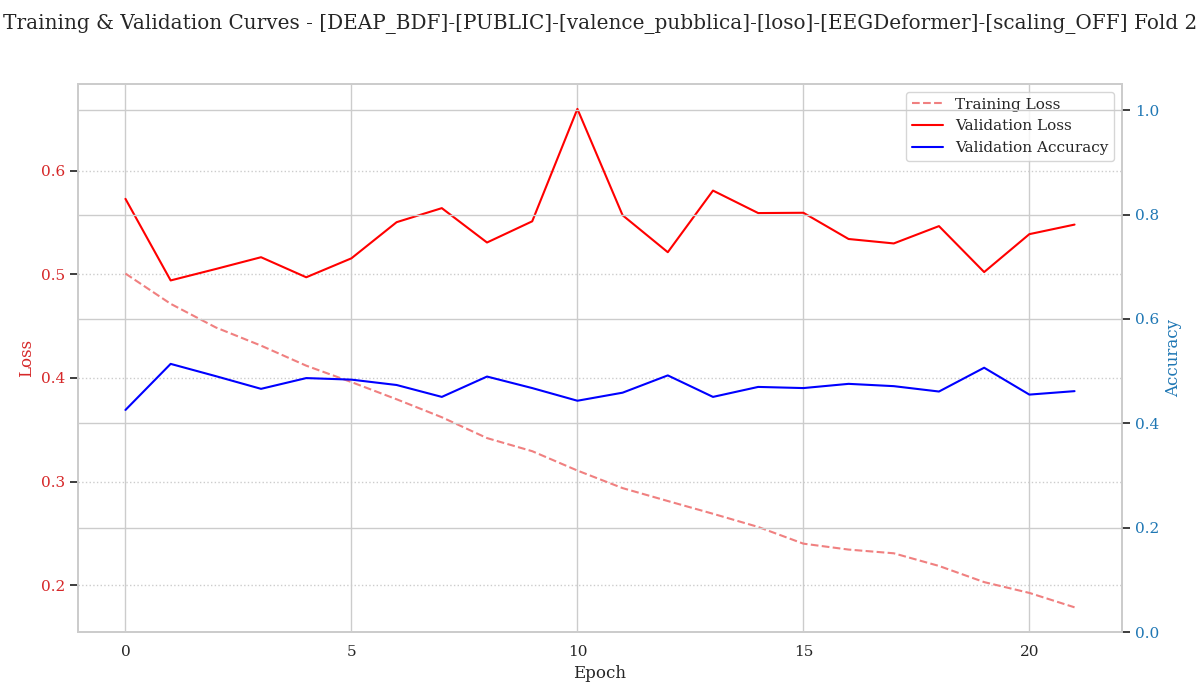 Training & Validation Curves - [DEAP_BDF]-[PUBLIC]-[valence_pubblica]-[loso]-[EEGDeformer]-[scaling_OFF] Fold 2
Training Loss
Validation Loss
Validation Accuracy
Loss
0.6
0.5
0.4
0.3
0.2
1.0
0.8
0.6
0.4
0.2
0.0
Accuracy
0
5
10
15
20
Epoch